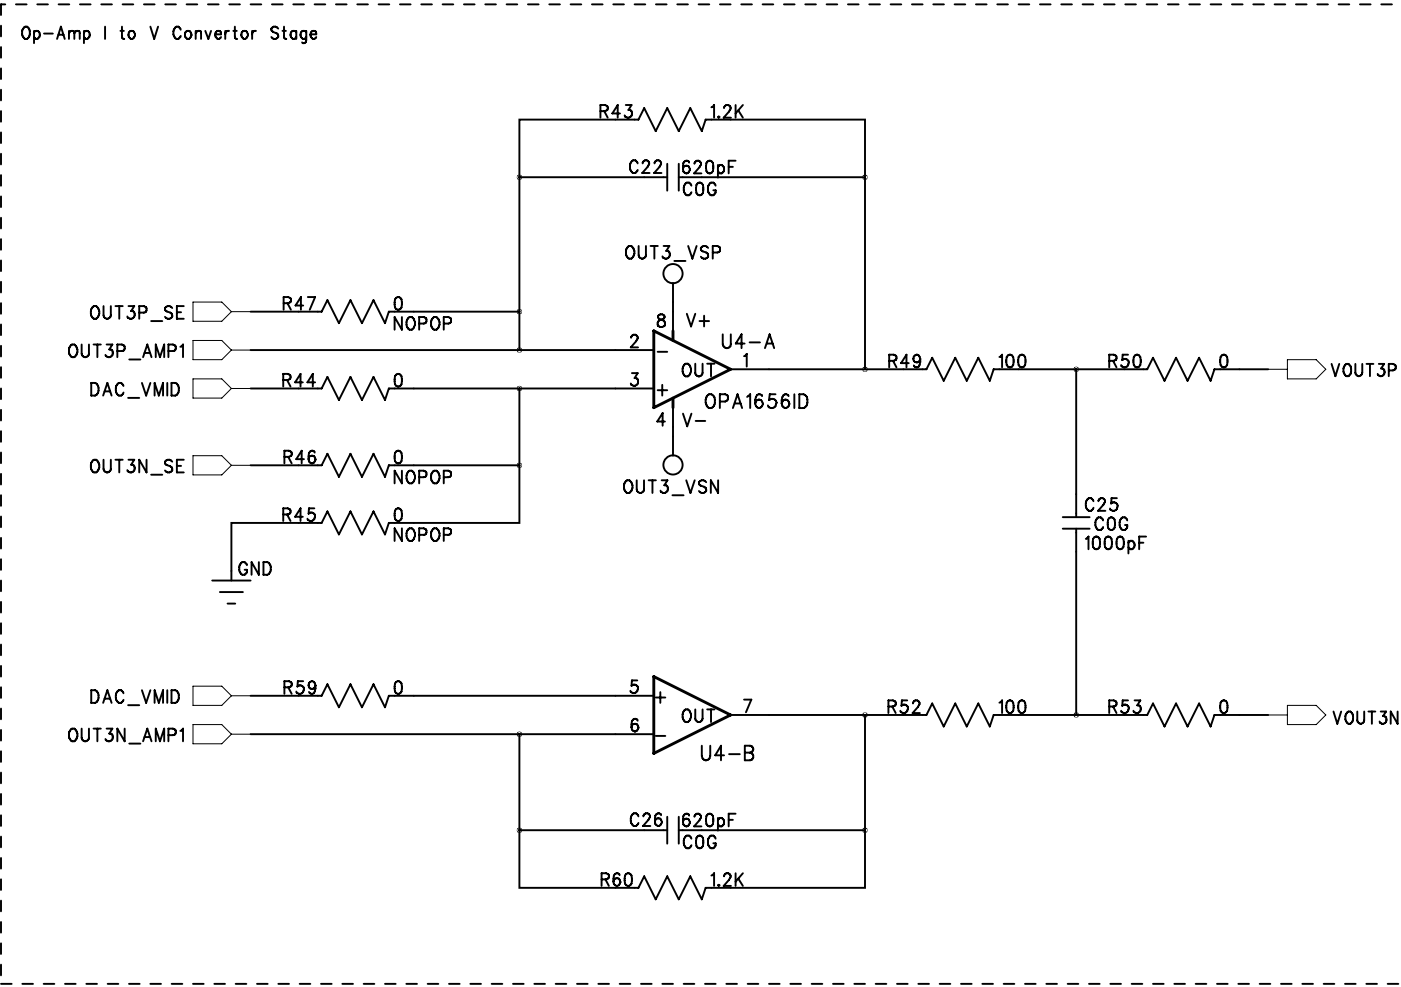 Op-Amp I to V Convertor Stage
R43 1.2K
C22 620pF
COG
OUT3_VSP
OUT3P_SE R47 0
NOPOP
8 V+
OUT3P_AMP1 2 - U4-A
OUT 1
DAC_VMID R44 0 3 +
OPA1656ID
4 V-
R49 100 R50 0 VOUT3P
OUT3N_SE R46 0
NOPOP
OUT3_VSN
R45 0
NOPOP
GND
C25
COG
1000pF
DAC_VMID R59 0 5 +
OUT 7 R52 100 R53 0 VOUT3N
OUT3N_AMP1 6 -
U4-B
C26 620pF
COG
R60 1.2K